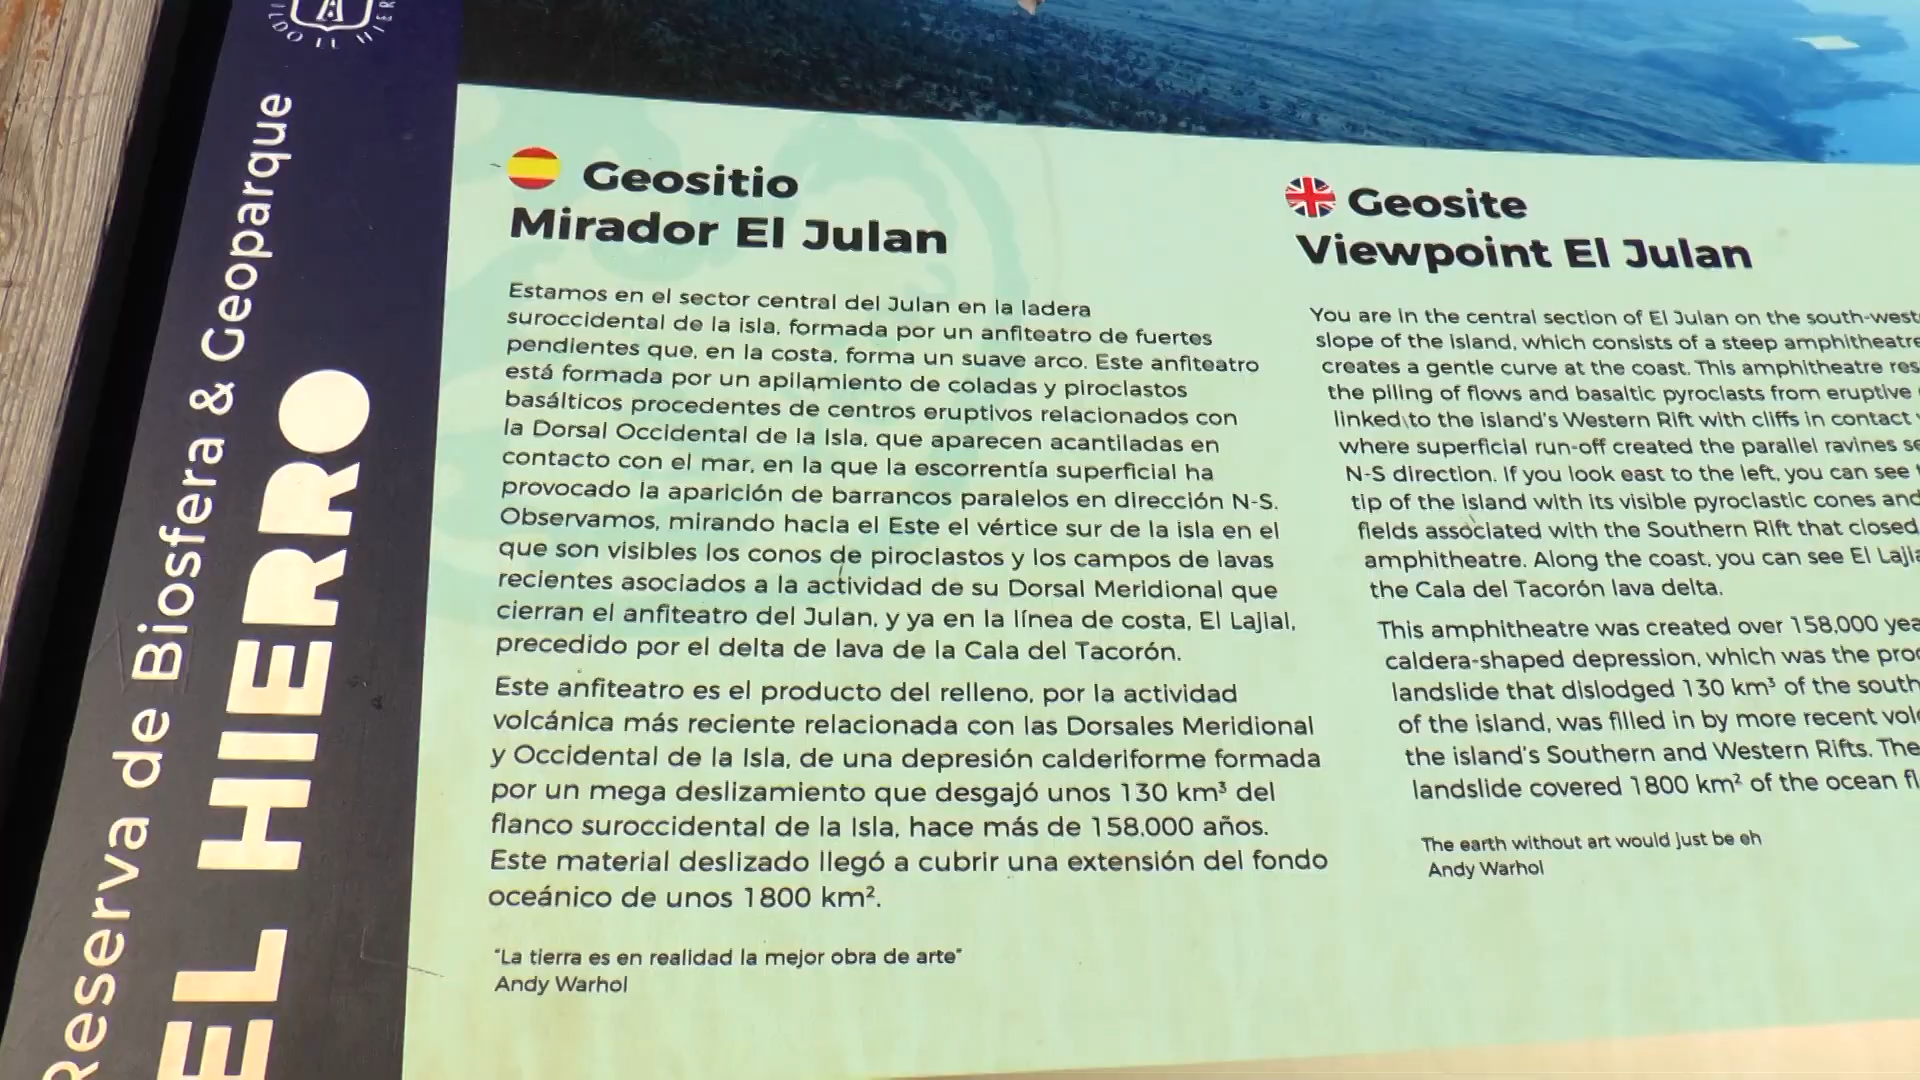 Reserva de Biosfera & Geoparque
EL HIERRO
Geositio
Mirador El Julan
Estamos en el sector central del Julan en la ladera
suroccidental de la isla, formada por un anfiteatro de fuertes
pendientes que, en la costa, forma un suave arco. Este anfiteatro
está formada por un apilamiento de coladas y piroclastos
basálticos procedentes de centros eruptivos relacionados con
la Dorsal Occidental de la Isla, que aparecen acantiladas en
contacto con el mar, en la que la escorrentía superficial ha
provocado la aparición de barrancos paralelos en dirección N-S.
Observamos, mirando hacia el Este el vértice sur de la isla en el
que son visibles los conos de piroclastos y los campos de lavas
recientes asociados a la actividad de su Dorsal Meridional que
cierran el anfiteatro del Julan, y ya en la línea de costa, El Lajial,
precedido por el delta de lava de la Cala del Tacorón.
Este anfiteatro es el producto del relleno, por la actividad
volcánica más reciente relacionada con las Dorsales Meridional
y Occidental de la Isla, de una depresión calderiforme formada
por un mega deslizamiento que desgajó unos 130 km³ del
flanco suroccidental de la Isla, hace más de 158.000 años.
Este material deslizado llegó a cubrir una extensión del fondo
oceánico de unos 1800 km².
"La tierra es en realidad la mejor obra de arte"
Andy Warhol
Geosite
Viewpoint El Julan
You are in the central section of El Julan on the south-west
slope of the island, which consists of a steep amphitheatre
creates a gentle curve at the coast. This amphitheatre res
the piling of flows and basaltic pyroclasts from eruptive
linked to the island's Western Rift with cliffs in contact
where superficial run-off created the parallel ravines se
N-S direction. If you look east to the left, you can see
tip of the island with its visible pyroclastic cones and
fields associated with the Southern Rift that closed
amphitheatre. Along the coast, you can see El Lajia
the Cala del Tacorón lava delta.
This amphitheatre was created over 158,000 yea
caldera-shaped depression, which was the pro
landslide that dislodged 130 km³ of the south
of the island, was filled in by more recent vol
the island's Southern and Western Rifts. The
landslide covered 1800 km² of the ocean fl
The earth without art would just be eh
Andy Warhol